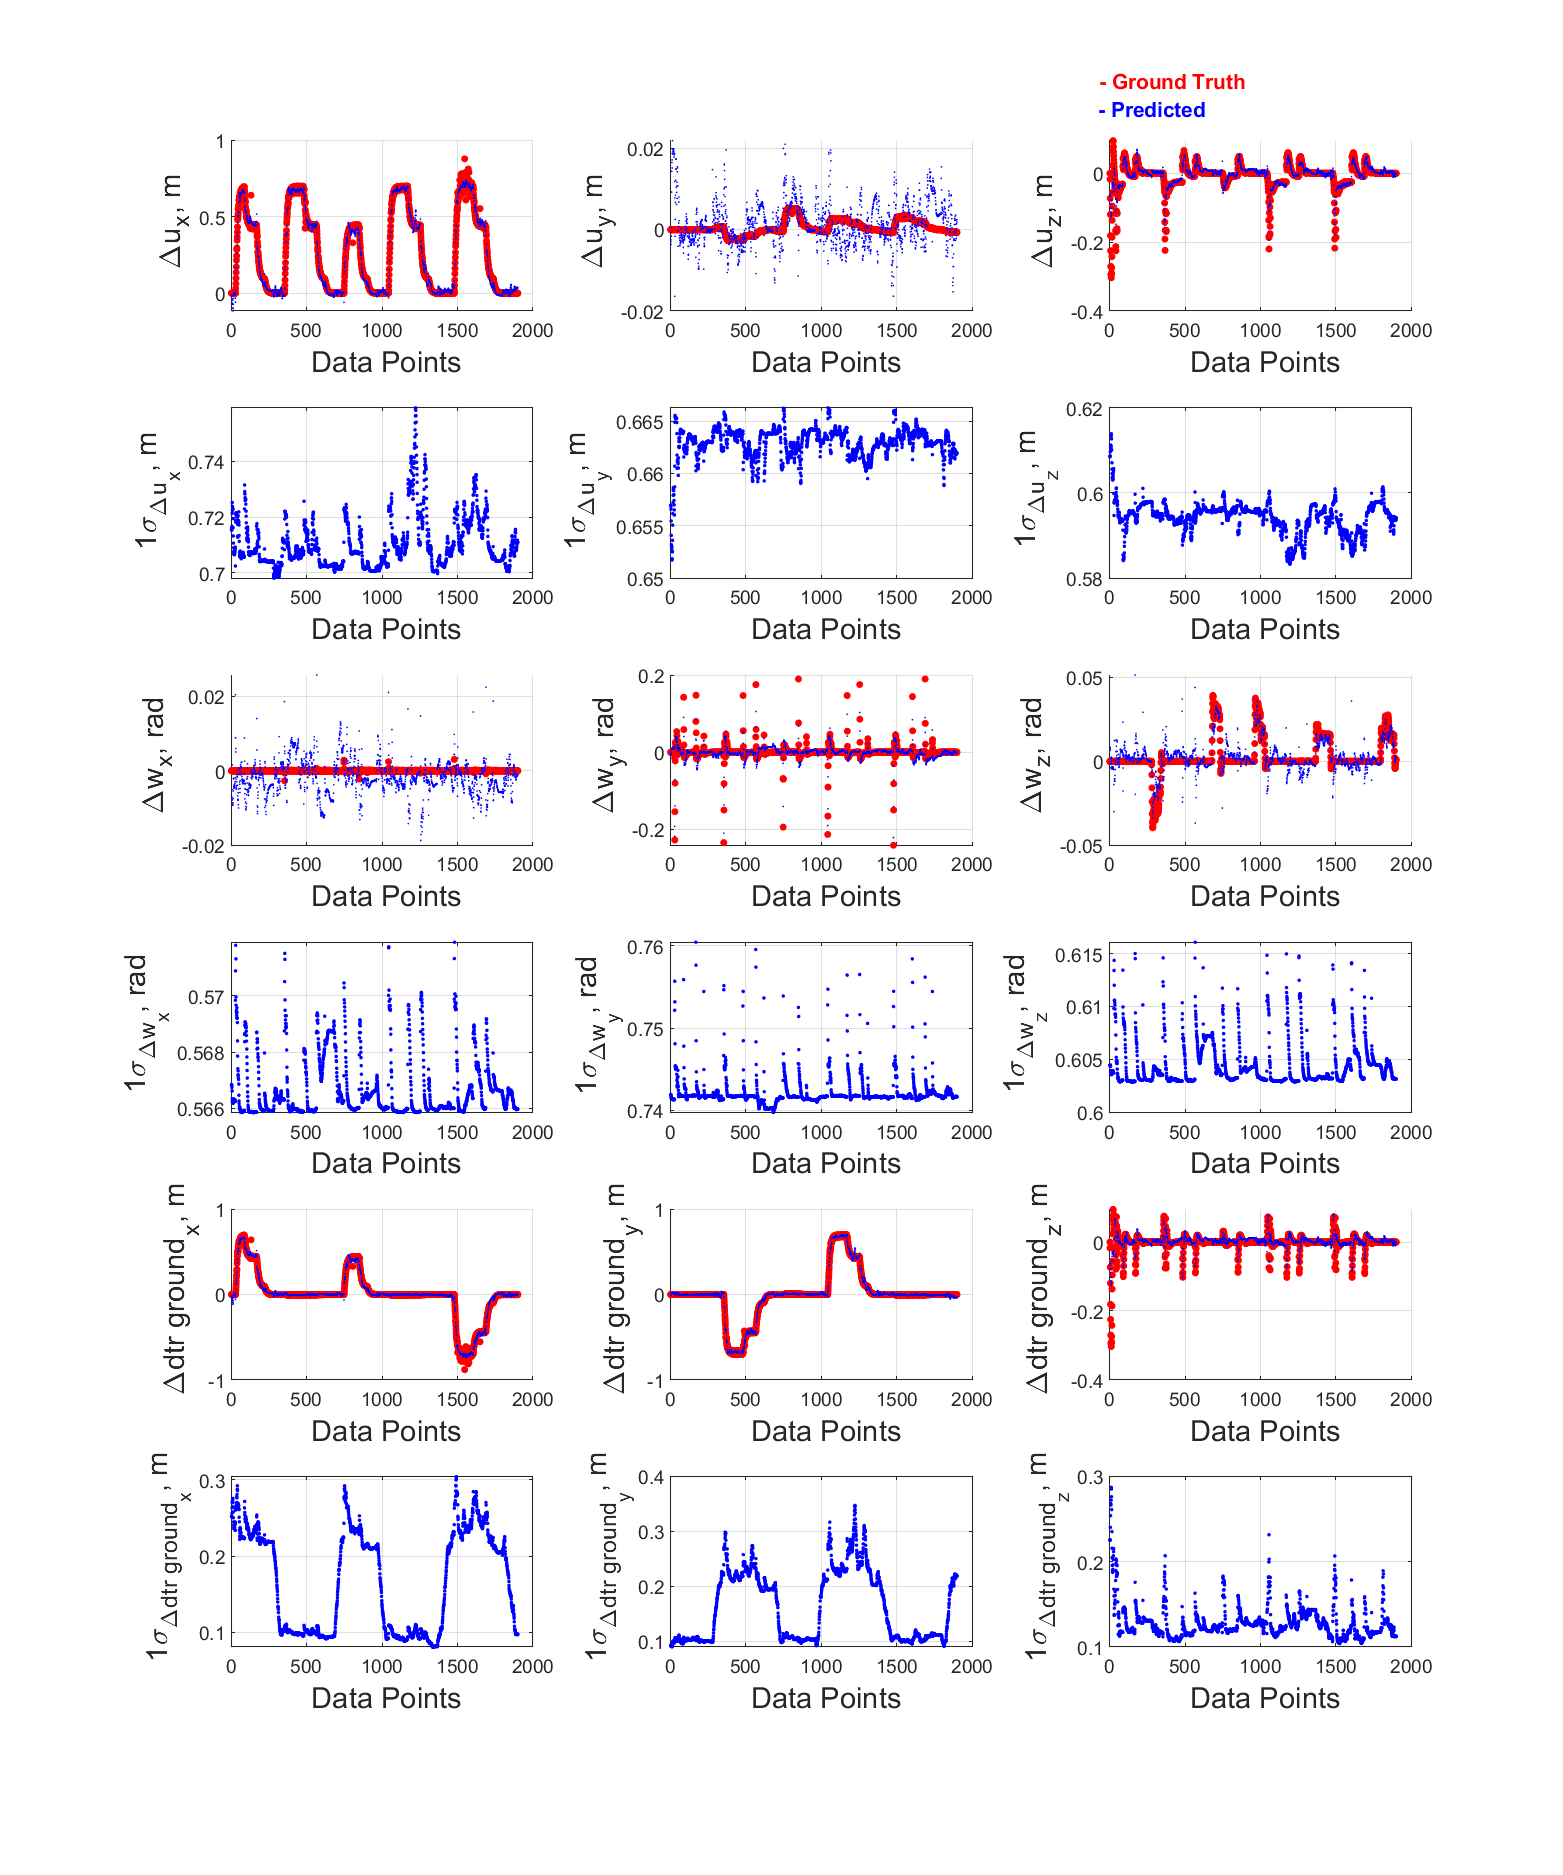 - Ground Truth
- Predicted
Δu_x, m
1
0.5
0
0 500 1000 1500 2000
Data Points
Δu_y, m
0.02
0
-0.02
0 500 1000 1500 2000
Data Points
Δu_z, m
0
-0.2
-0.4
0 500 1000 1500 2000
Data Points
1σ_Δu_x, m
0.74
0.72
0.7
0 500 1000 1500 2000
Data Points
1σ_Δu_y, m
0.665
0.66
0.655
0.65
0 500 1000 1500 2000
Data Points
1σ_Δu_z, m
0.62
0.6
0.58
0 500 1000 1500 2000
Data Points
Δw_x, rad
0.02
0
-0.02
0 500 1000 1500 2000
Data Points
Δw_y, rad
0.2
0
-0.2
0 500 1000 1500 2000
Data Points
Δw_z, rad
0.05
0
-0.05
0 500 1000 1500 2000
Data Points
1σ_Δw_x, rad
0.57
0.568
0.566
0 500 1000 1500 2000
Data Points
1σ_Δw_y, rad
0.76
0.75
0.74
0 500 1000 1500 2000
Data Points
1σ_Δw_z, rad
0.615
0.61
0.605
0.6
0 500 1000 1500 2000
Data Points
Δdtr ground_x, m
1
0
-1
0 500 1000 1500 2000
Data Points
Δdtr ground_y, m
1
0
-1
0 500 1000 1500 2000
Data Points
Δdtr ground_z, m
0
-0.2
-0.4
0 500 1000 1500 2000
Data Points
1σ_Δdtr ground_x, m
0.3
0.2
0.1
0 500 1000 1500 2000
Data Points
1σ_Δdtr ground_y, m
0.4
0.3
0.2
0.1
0 500 1000 1500 2000
Data Points
1σ_Δdtr ground_z, m
0.3
0.2
0.1
0 500 1000 1500 2000
Data Points